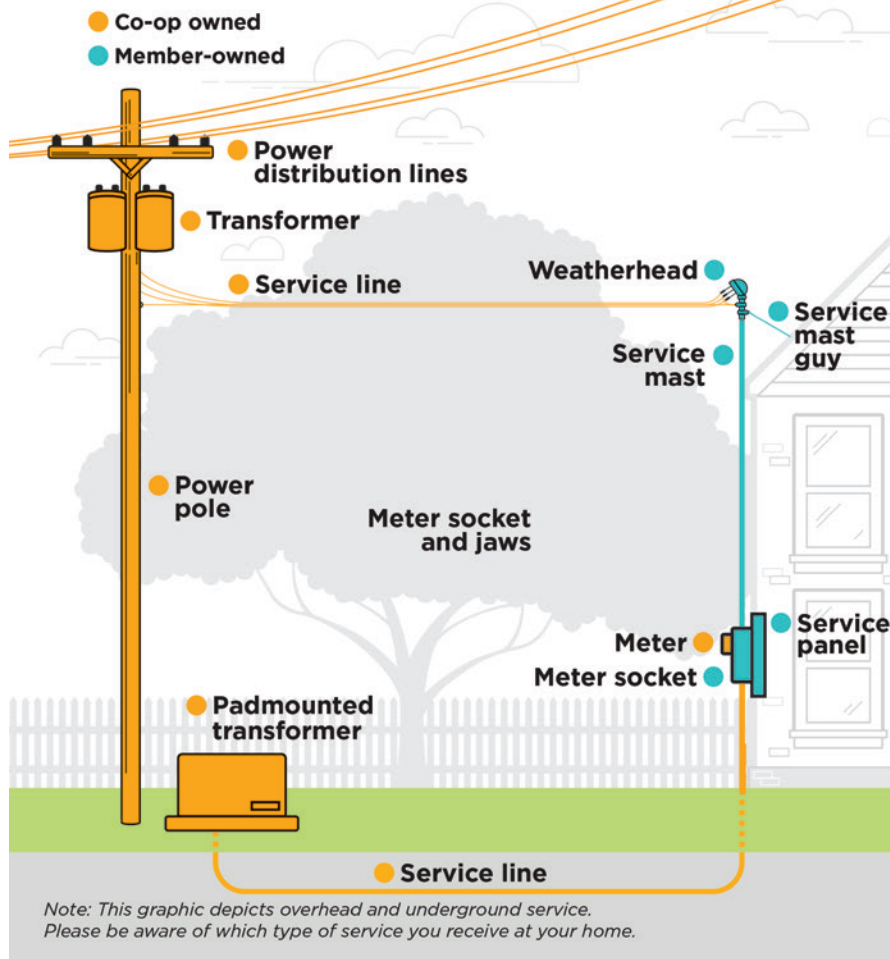 Co-op owned
Member-owned
Power
distribution lines
Transformer
Service line
Weatherhead
Service
mast
guy
Service
mast
Power
pole
Meter socket
and jaws
Meter
Service
panel
Meter socket
Padmounted
transformer
Service line
Note: This graphic depicts overhead and underground service.
Please be aware of which type of service you receive at your home.